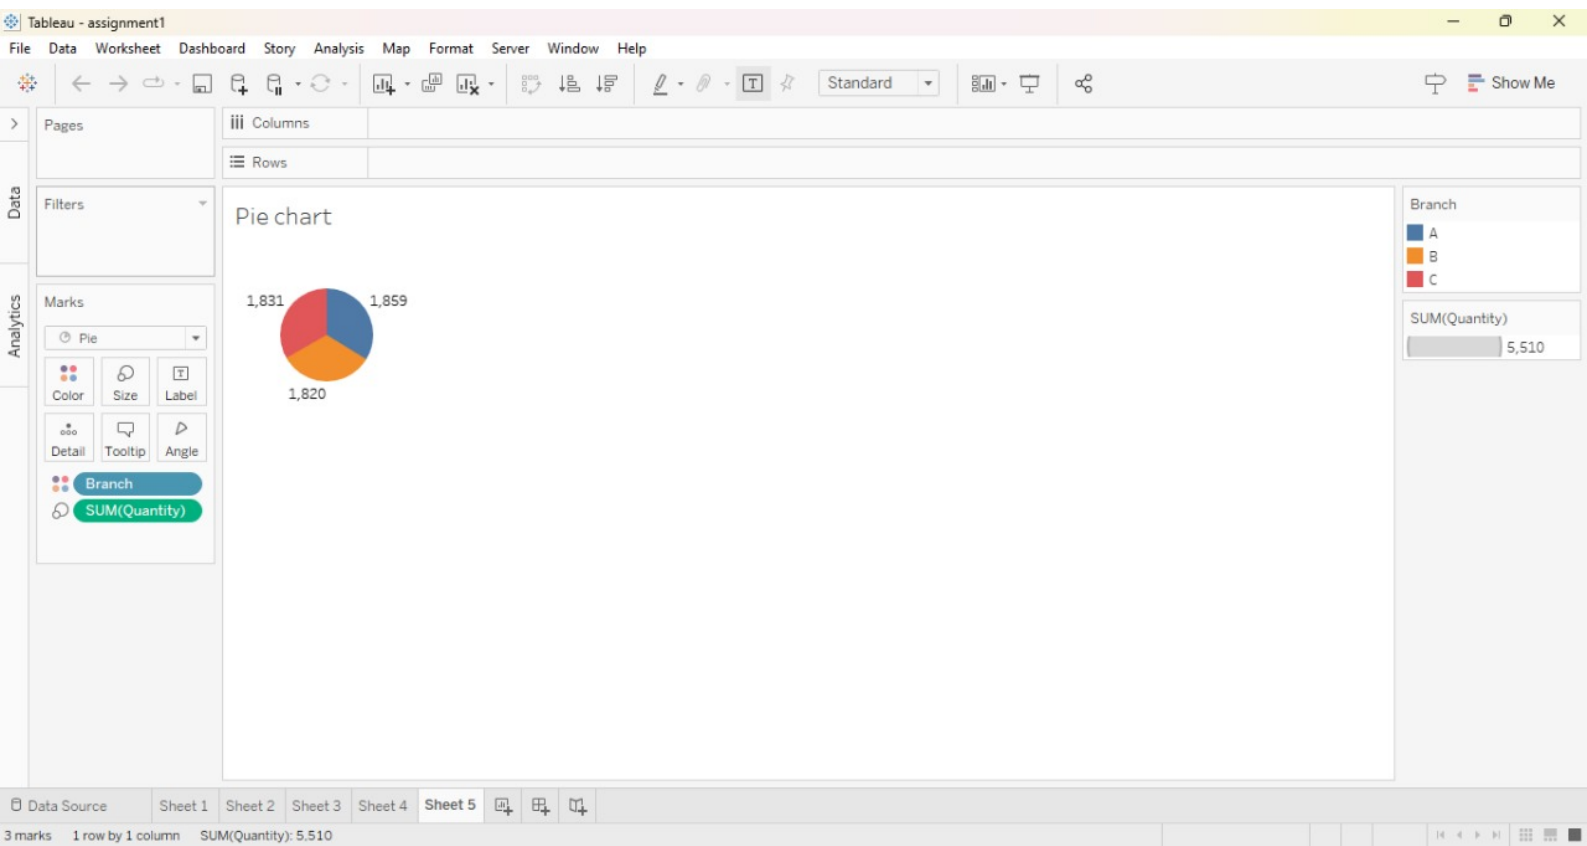 Tableau - assignment1
File Data Worksheet Dashboard Story Analysis Map Format Server Window Help
Standard
Show Me
Pages
Columns
Rows
Data
Analytics
Filters
Marks
Pie
Color Size Label
Detail Tooltip Angle
Branch
SUM(Quantity)
Pie chart
1,831 1,859
1,820
Branch
A
B
C
SUM(Quantity)
5,510
Data Source Sheet 1 Sheet 2 Sheet 3 Sheet 4 Sheet 5
3 marks 1 row by 1 column SUM(Quantity): 5,510